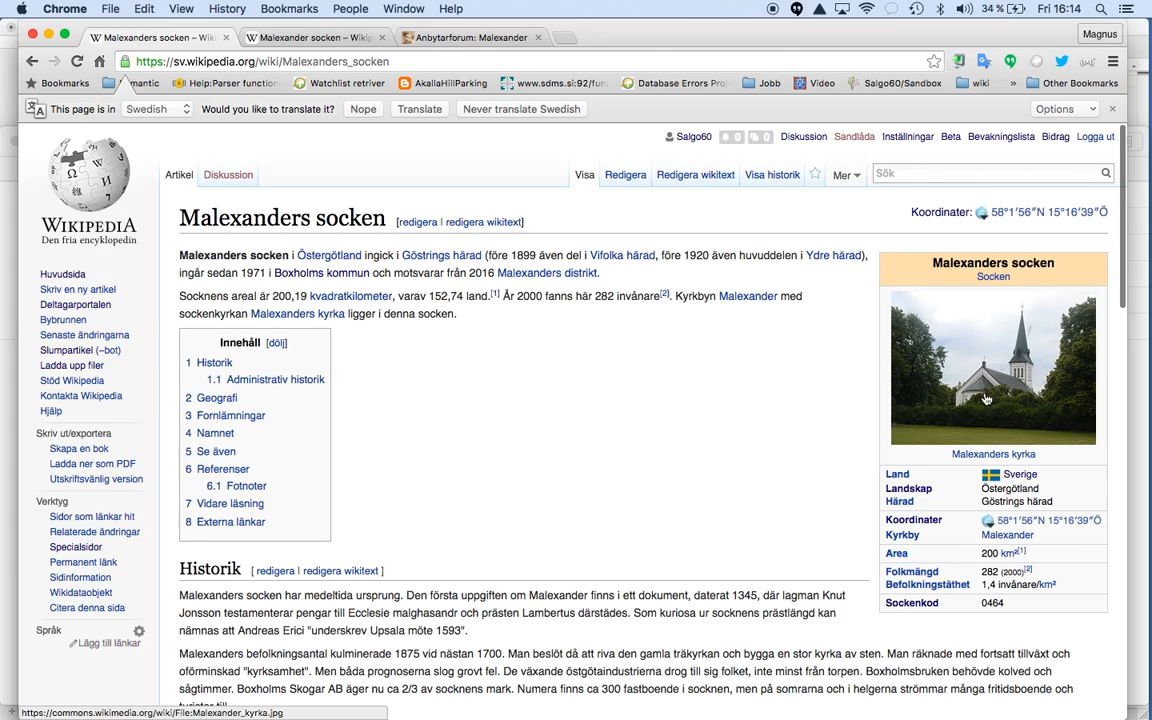 Chrome File Edit View History Bookmarks People Window Help 34 % Fri 16:14
Malexanders socken – Wiki Malexander socken – Wikip Anbytarforum: Malexander Magnus
https://sv.wikipedia.org/wiki/Malexanders_socken
Bookmarks mantic Help:Parser functior Watchlist retriver AkallaHillParking www.sdms.si:92/fun Database Errors Proj Jobb Video Salgo60/Sandbox wiki » Other Bookmarks
This page is in Swedish Would you like to translate it? Nope Translate Never translate Swedish Options
Salgo60 0 0 Diskussion Sandlåda Inställningar Beta Bevakningslista Bidrag Logga ut
Artikel Diskussion Visa Redigera Redigera wikitext Visa historik Mer Sök
WIKIPEDIA
Den fria encyklopedin
Huvudsida
Skriv en ny artikel
Deltagarportalen
Bybrunnen
Senaste ändringarna
Slumpartikel (–bot)
Ladda upp filer
Stöd Wikipedia
Kontakta Wikipedia
Hjälp
Skriv ut/exportera
Skapa en bok
Ladda ner som PDF
Utskriftsvänlig version
Verktyg
Sidor som länkar hit
Relaterade ändringar
Specialsidor
Permanent länk
Sidinformation
Wikidataobjekt
Citera denna sida
Språk
Lägg till länkar
Malexanders socken [redigera | redigera wikitext]
Koordinater: 58°1′56″N 15°16′39″Ö
Malexanders socken i Östergötland ingick i Göstrings härad (före 1899 även del i Vifolka härad, före 1920 även huvuddelen i Ydre härad),
ingår sedan 1971 i Boxholms kommun och motsvarar från 2016 Malexanders distrikt.
Socknens areal är 200,19 kvadratkilometer, varav 152,74 land.[1] År 2000 fanns här 282 invånare[2]. Kyrkbyn Malexander med
sockenkyrkan Malexanders kyrka ligger i denna socken.
Innehåll [dölj]
1 Historik
1.1 Administrativ historik
2 Geografi
3 Fornlämningar
4 Namnet
5 Se även
6 Referenser
6.1 Fotnoter
7 Vidare läsning
8 Externa länkar
Malexanders socken
Socken
Malexanders kyrka
Land Sverige
Landskap Östergötland
Härad Göstrings härad
Koordinater 58°1′56″N 15°16′39″Ö
Kyrkby Malexander
Area 200 km²[1]
Folkmängd 282 (2000)[2]
Befolkningstäthet 1,4 invånare/km²
Sockenkod 0464
Historik [ redigera | redigera wikitext ]
Malexanders socken har medeltida ursprung. Den första uppgiften om Malexander finns i ett dokument, daterat 1345, där lagman Knut
Jonsson testamenterar pengar till Ecclesie malghasandr och prästen Lambertus därstädes. Som kuriosa ur socknens prästlängd kan
nämnas att Andreas Erici "underskrev Upsala möte 1593".
Malexanders befolkningsantal kulminerade 1875 vid nästan 1700. Man beslöt då att riva den gamla träkyrkan och bygga en stor kyrka av sten. Man räknade med fortsatt tillväxt och
oförminskad "kyrksamhet". Men båda prognoserna slog grovt fel. De växande östgötaindustrierna drog till sig folket, inte minst från torpen. Boxholmsbruken behövde kolved och
sågtimmer. Boxholms Skogar AB äger nu ca 2/3 av socknens mark. Numera finns ca 300 fastboende i socknen, men på somrarna och i helgerna strömmar många fritidsboende och
turister till.
https://commons.wikimedia.org/wiki/File:Malexander_kyrka.jpg